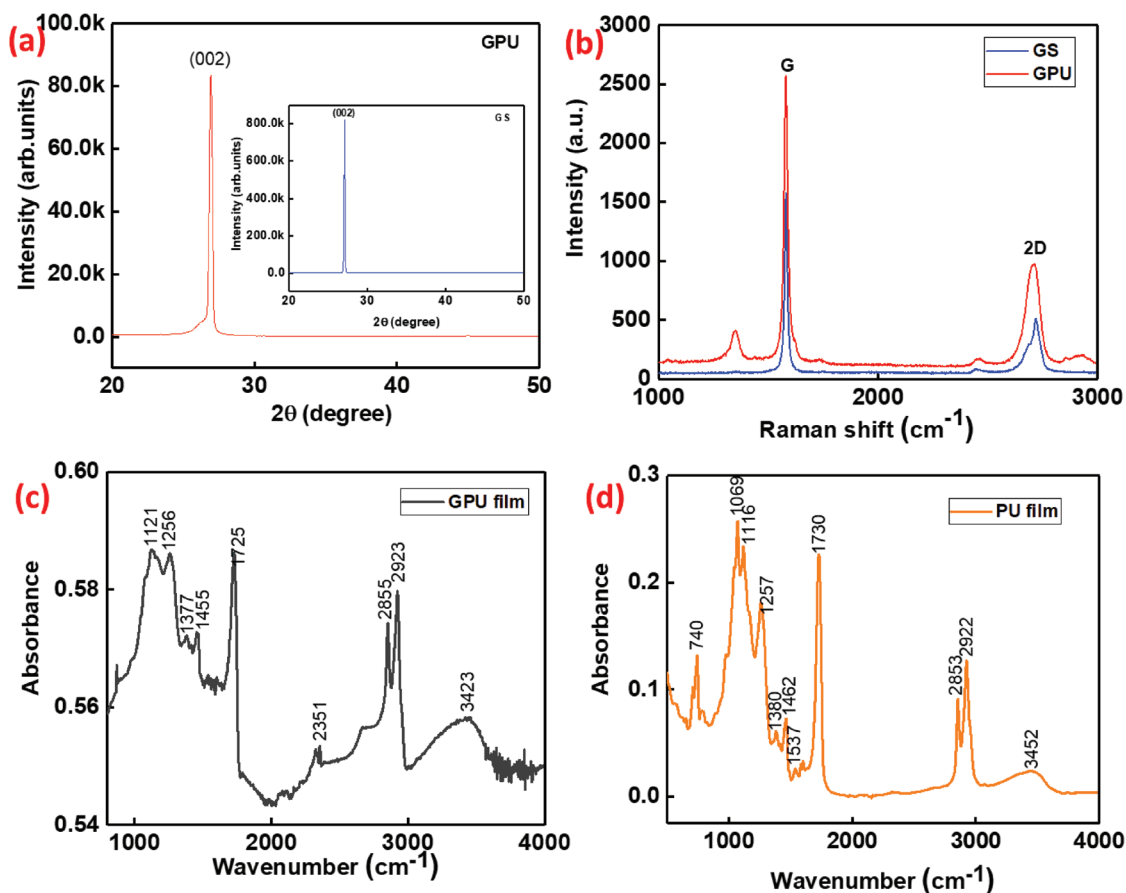 (a)
GPU
(002)
100.0k
80.0k
60.0k
40.0k
20.0k
0.0
Intensity (arb.units)
20
30
40
50
2θ (degree)
(002)
G S
800.0k
600.0k
400.0k
200.0k
0.0
Intensity (arb.units)
20
30
40
50
2θ (degree)
(b)
GS
GPU
G
2D
3000
2500
2000
1500
1000
500
0
Intensity (a.u.)
1000
2000
3000
Raman shift (cm-1)
(c)
GPU film
0.60
0.58
0.56
0.54
Absorbance
1121
1256
1377
1455
1725
2351
2855
2923
3423
1000
2000
3000
4000
Wavenumber (cm-1)
(d)
PU film
0.3
0.2
0.1
0.0
Absorbance
740
1069
1116
1257
1380
1462
1537
1730
2853
2922
3452
1000
2000
3000
4000
Wavenumber (cm-1)